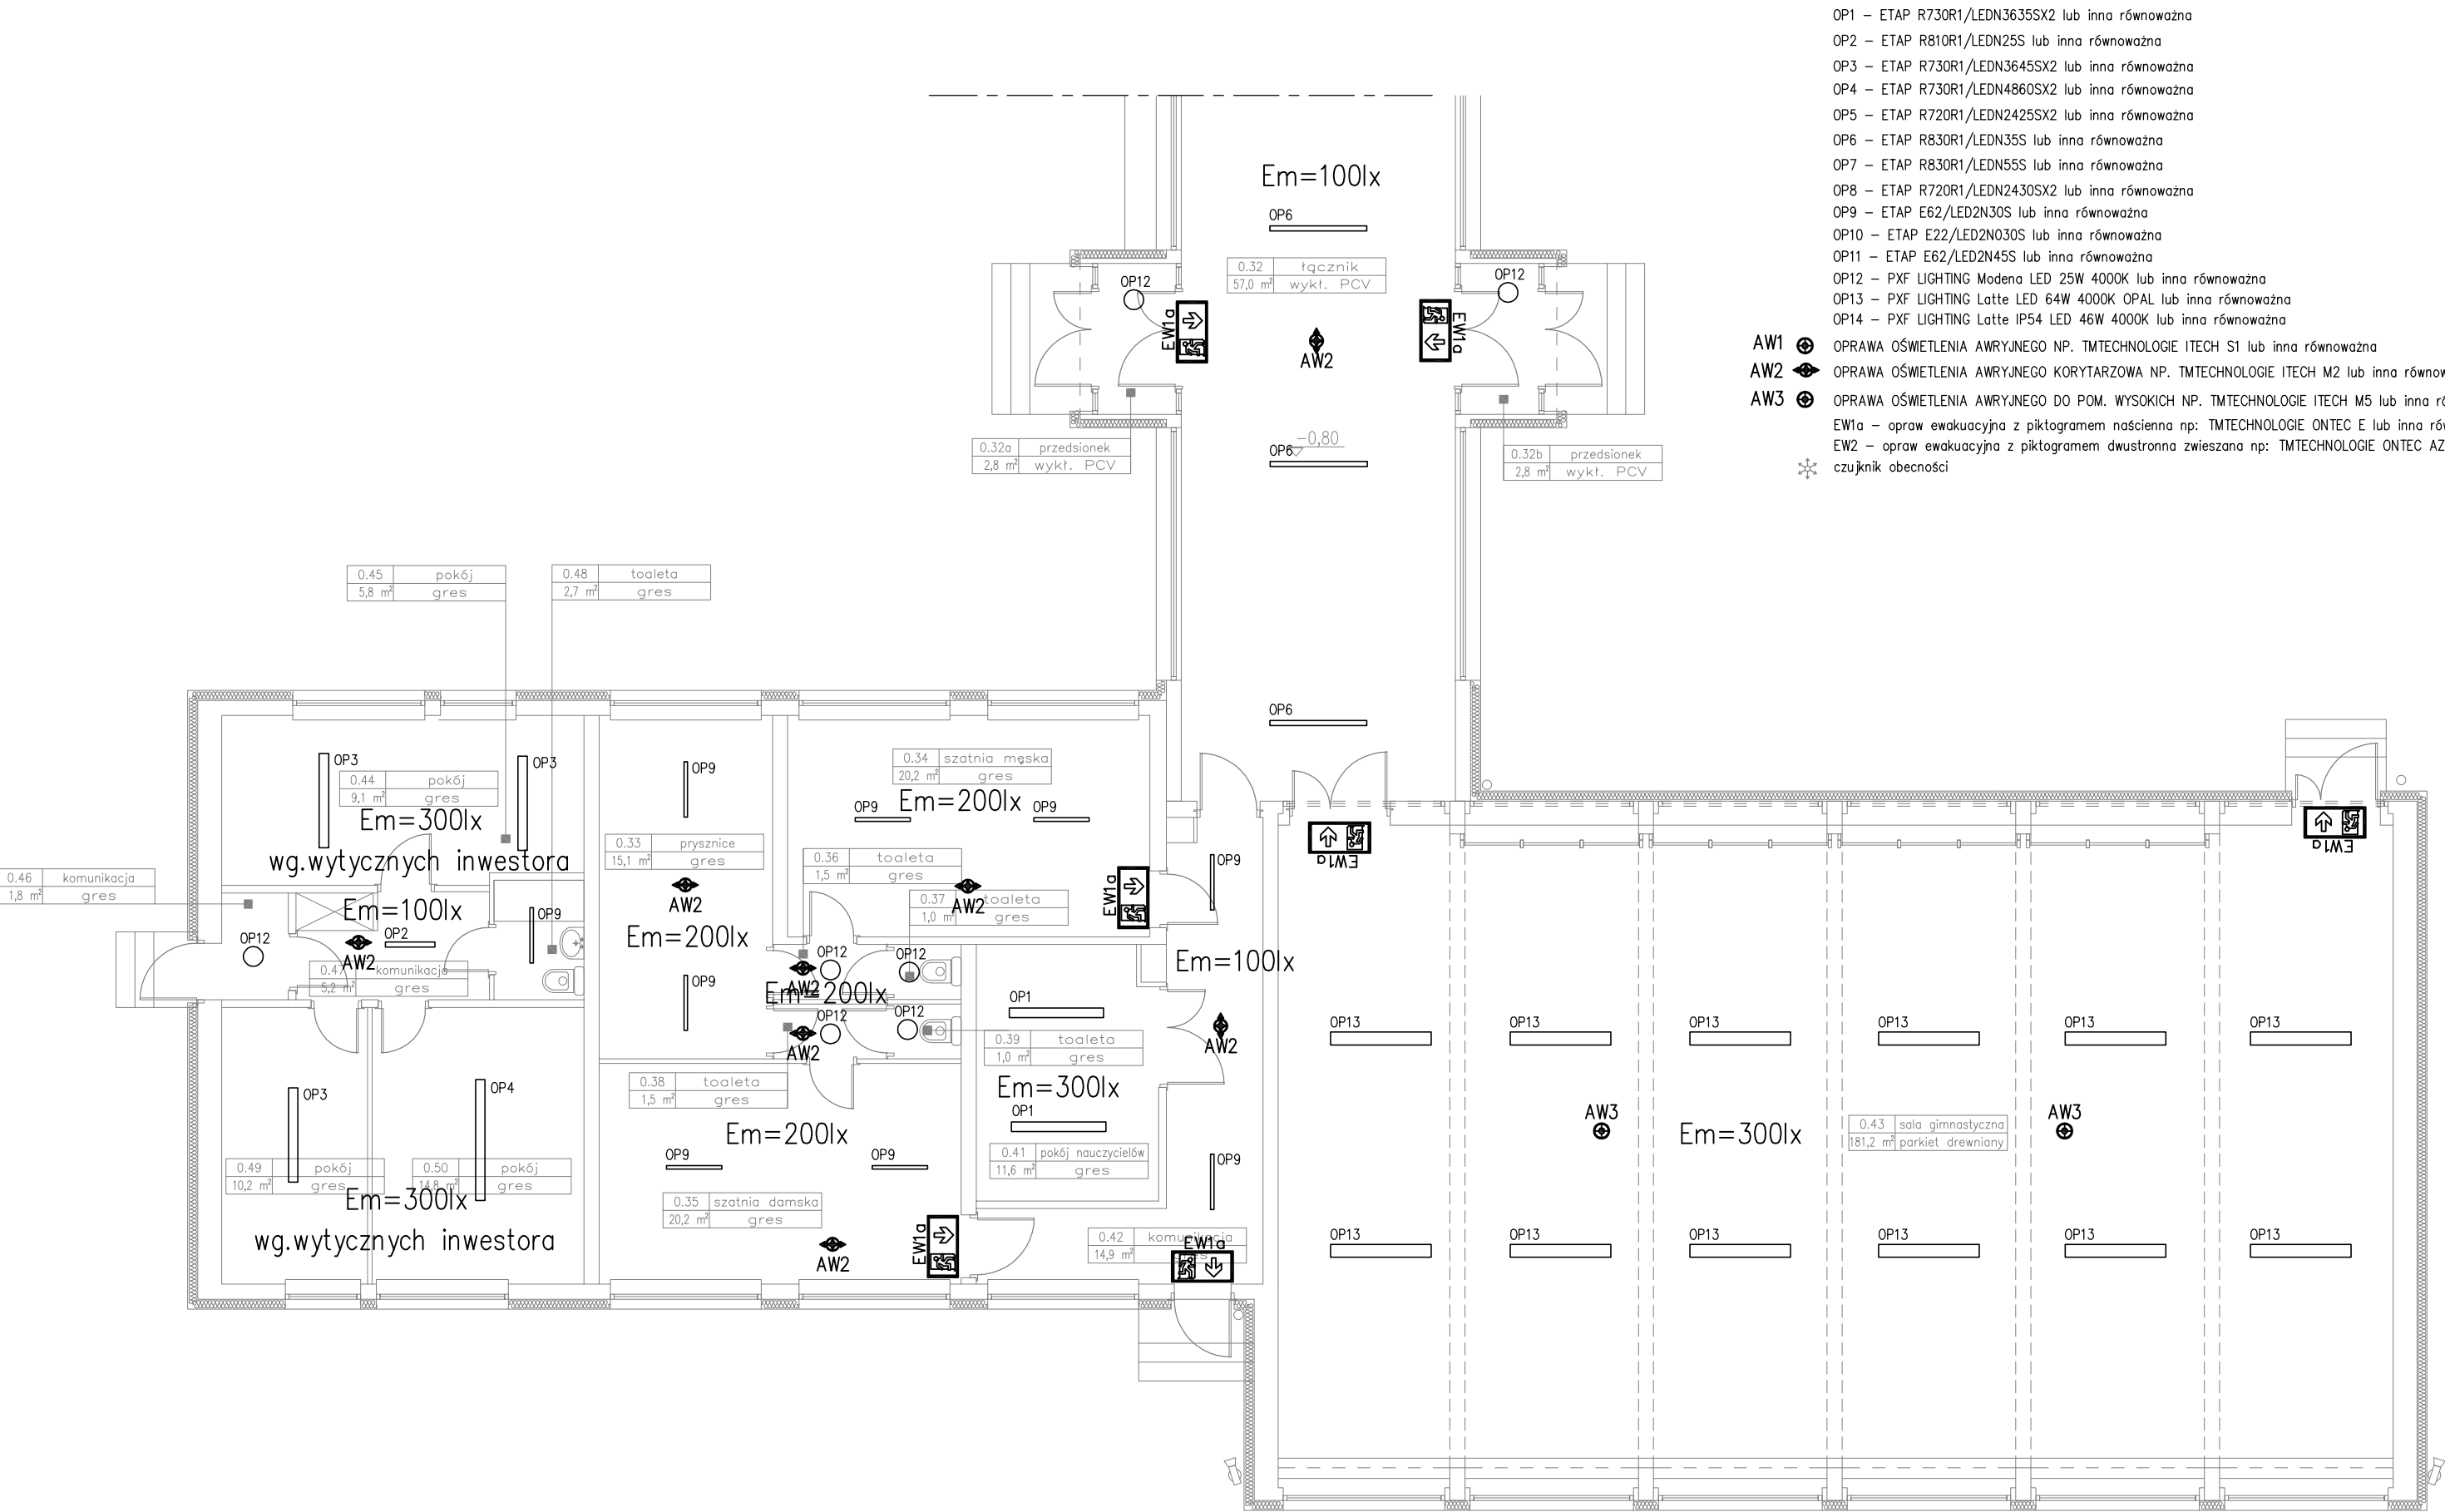 OP1 – ETAP R730R1/LEDN3635SX2 lub inna równoważna
OP2 – ETAP R810R1/LEDN25S lub inna równoważna
OP3 – ETAP R730R1/LEDN3645SX2 lub inna równoważna
OP4 – ETAP R730R1/LEDN4860SX2 lub inna równoważna
OP5 – ETAP R720R1/LEDN2425SX2 lub inna równoważna
OP6 – ETAP R830R1/LEDN35S lub inna równoważna
OP7 – ETAP R830R1/LEDN55S lub inna równoważna
OP8 – ETAP R720R1/LEDN2430SX2 lub inna równoważna
OP9 – ETAP E62/LED2N30S lub inna równoważna
OP10 – ETAP E22/LED2N030S lub inna równoważna
OP11 – ETAP E62/LED2N45S lub inna równoważna
OP12 – PXF LIGHTING Modena LED 25W 4000K lub inna równoważna
OP13 – PXF LIGHTING Latte LED 64W 4000K OPAL lub inna równoważna
OP14 – PXF LIGHTING Latte IP54 LED 46W 4000K lub inna równoważna
AW1 OPRAWA OŚWIETLENIA AWRYJNEGO NP. TMTECHNOLOGIE ITECH S1 lub inna równoważna
AW2 OPRAWA OŚWIETLENIA AWRYJNEGO KORYTARZOWA NP. TMTECHNOLOGIE ITECH M2 lub inna
AW3 OPRAWA OŚWIETLENIA AWRYJNEGO DO POM. WYSOKICH NP. TMTECHNOLOGIE ITECH M5 lub inna
EW1a – opraw ewakuacyjna z piktogramem naścienna np: TMTECHNOLOGIE ONTEC E lub inna
EW2 – opraw ewakuacyjna z piktogramem dwustronna zwieszana np: TMTECHNOLOGIE ONTEC AZ
czujknik obecności
Em=100lx
OP6
0.32 łącznik
57,0 m² wykł. PCV
OP12
OP12
EW1a
EW1a
AW2
0.32a przedsionek
2,8 m² wykł. PCV
-0,80
OP6
0.32b przedsionek
2,8 m² wykł. PCV
OP6
0.45 pokój
5,8 m² gres
0.48 toaleta
2,7 m² gres
OP3
OP3
0.44 pokój
9,1 m² gres
Em=300lx
wg.wytycznych inwestora
0.46 komunikacja
1,8 m² gres
Em=100lx
OP12
OP2
OP9
AW2
0.47 komunikacja
5,2 m² gres
OP3
OP4
0.49 pokój
10,2 m² gres
0.50 pokój
14,8 m² gres
Em=300lx
wg.wytycznych inwestora
OP9
0.33 prysznice
15,1 m² gres
AW2
Em=200lx
OP9
0.34 szatnia męska
20,2 m² gres
Em=200lx
OP9
OP9
0.36 toaleta
1,5 m² gres
0.37 toaleta
1,0 m² gres
AW2
EW1a
OP12
OP12
AW2
Em=200lx
OP12
OP12
AW2
0.38 toaleta
1,5 m² gres
Em=200lx
OP9
OP9
0.35 szatnia damska
20,2 m² gres
AW2
EW1a
OP1
0.39 toaleta
1,0 m² gres
Em=300lx
OP1
0.41 pokój nauczycielów
11,6 m² gres
OP9
Em=100lx
AW2
OP9
0.42 komunikacja
14,9 m² gres
EW1a
EW1a
EW1a
OP13
OP13
OP13
OP13
OP13
OP13
AW3
AW3
Em=300lx
0.43 sala gimnastyczna
181,2 m² parkiet drewniany
OP13
OP13
OP13
OP13
OP13
OP13